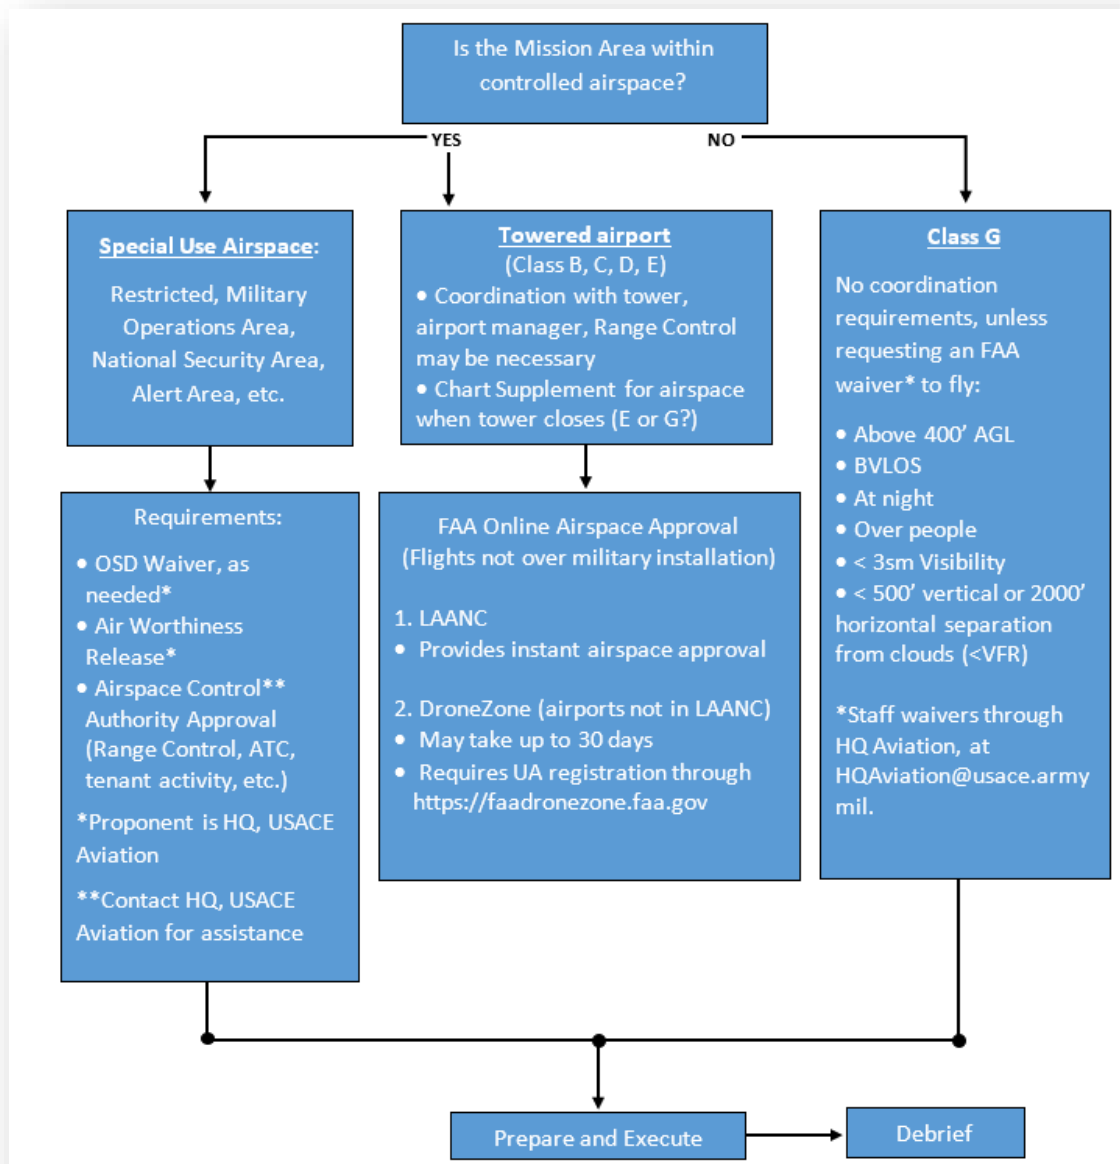 Is the Mission Area within
controlled airspace?
YES
NO
Special Use Airspace:
Restricted, Military
Operations Area,
National Security Area,
Alert Area, etc.
Towered airport
(Class B, C, D, E)
• Coordination with tower,
airport manager, Range Control
may be necessary
• Chart Supplement for airspace
when tower closes (E or G?)
Class G
No coordination
requirements, unless
requesting an FAA
waiver* to fly:
• Above 400’ AGL
• BVLOS
• At night
• Over people
• < 3sm Visibility
• < 500’ vertical or 2000’
horizontal separation
from clouds (<VFR)
*Staff waivers through
HQ Aviation, at
HQAviation@usace.army
mil.
Requirements:
• OSD Waiver, as
needed*
• Air Worthiness
Release*
• Airspace Control**
Authority Approval
(Range Control, ATC,
tenant activity, etc.)
*Proponent is HQ, USACE
Aviation
**Contact HQ, USACE
Aviation for assistance
FAA Online Airspace Approval
(Flights not over military installation)
1. LAANC
• Provides instant airspace approval
2. DroneZone (airports not in LAANC)
• May take up to 30 days
• Requires UA registration through
https://faadronezone.faa.gov
Prepare and Execute
Debrief